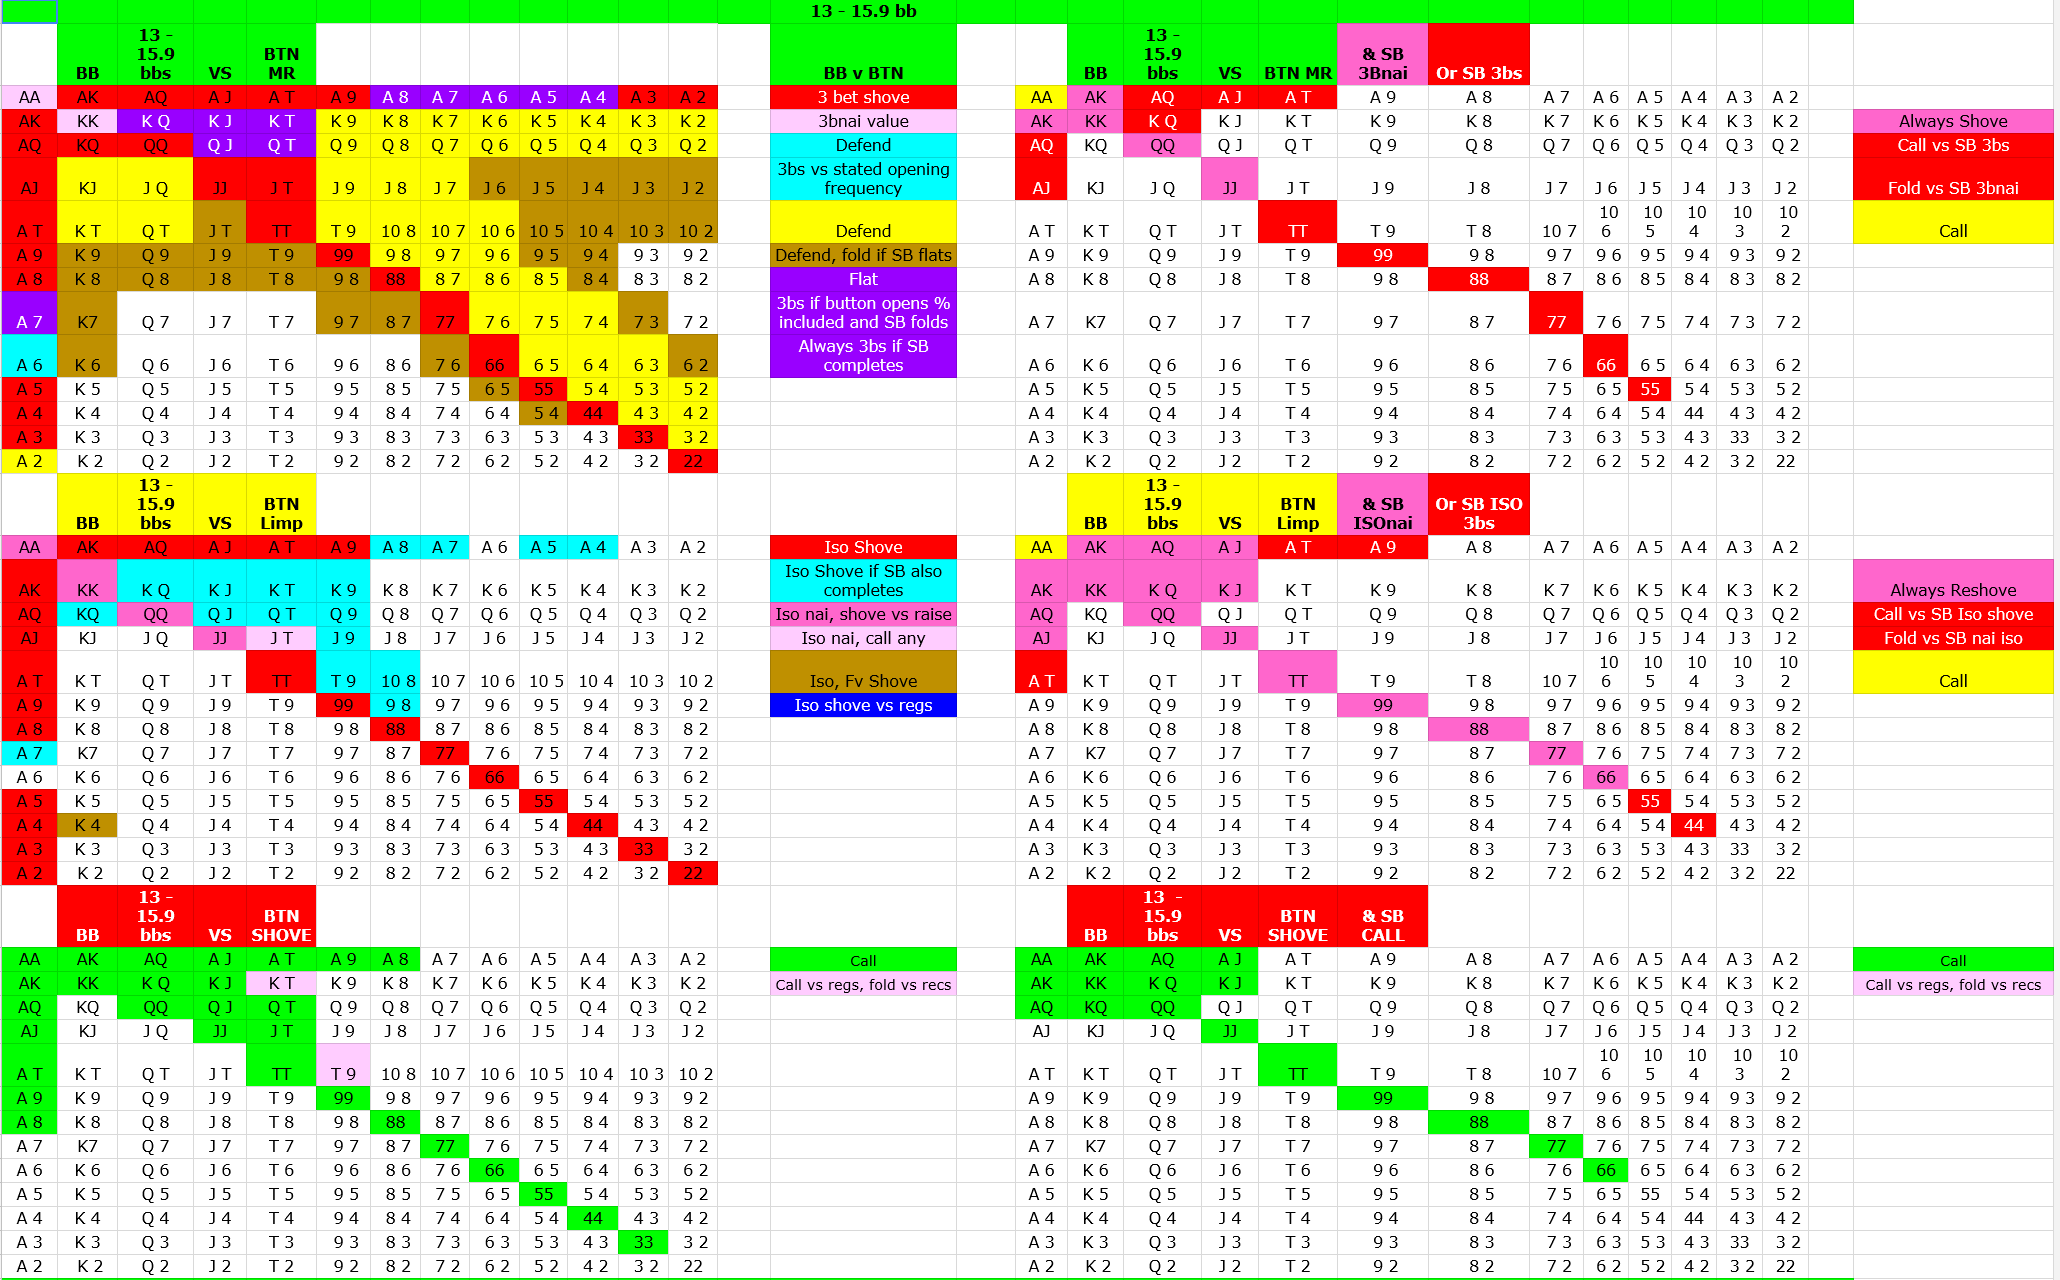 13 - 15.9 bb
BB 13 - 15.9 bbs VS BTN MR BB v BTN BB 13 - 15.9 bbs VS BTN MR & SB 3Bnai Or SB 3bs
AA AK AQ A J A T A 9 A 8 A 7 A 6 A 5 A 4 A 3 A 2 3 bet shove AA AK AQ A J A T A 9 A 8 A 7 A 6 A 5 A 4 A 3 A 2
AK KK K Q K J K T K 9 K 8 K 7 K 6 K 5 K 4 K 3 K 2 3bnai value AK KK K Q K J K T K 9 K 8 K 7 K 6 K 5 K 4 K 3 K 2 Always Shove
AQ KQ QQ Q J Q T Q 9 Q 8 Q 7 Q 6 Q 5 Q 4 Q 3 Q 2 Defend AQ KQ QQ Q J Q T Q 9 Q 8 Q 7 Q 6 Q 5 Q 4 Q 3 Q 2 Call vs SB 3bs
AJ KJ J Q JJ J T J 9 J 8 J 7 J 6 J 5 J 4 J 3 J 2 3bs vs stated opening frequency AJ KJ J Q JJ J T J 9 J 8 J 7 J 6 J 5 J 4 J 3 J 2 Fold vs SB 3bnai
A T K T Q T J T TT T 9 10 8 10 7 10 6 10 5 10 4 10 3 10 2 Defend A T K T Q T J T TT T 9 T 8 10 7 10 6 10 5 10 4 10 3 10 2 Call
A 9 K 9 Q 9 J 9 T 9 99 9 8 9 7 9 6 9 5 9 4 9 3 9 2 Defend, fold if SB flats A 9 K 9 Q 9 J 9 T 9 99 9 8 9 7 9 6 9 5 9 4 9 3 9 2
A 8 K 8 Q 8 J 8 T 8 9 8 88 8 7 8 6 8 5 8 4 8 3 8 2 Flat A 8 K 8 Q 8 J 8 T 8 9 8 88 8 7 8 6 8 5 8 4 8 3 8 2
A 7 K7 Q 7 J 7 T 7 9 7 8 7 77 7 6 7 5 7 4 7 3 7 2 3bs if button opens % included and SB folds A 7 K7 Q 7 J 7 T 7 9 7 8 7 77 7 6 7 5 7 4 7 3 7 2
A 6 K 6 Q 6 J 6 T 6 9 6 8 6 7 6 66 6 5 6 4 6 3 6 2 Always 3bs if SB completes A 6 K 6 Q 6 J 6 T 6 9 6 8 6 7 6 66 6 5 6 4 6 3 6 2
A 5 K 5 Q 5 J 5 T 5 9 5 8 5 7 5 6 5 55 5 4 5 3 5 2 A 5 K 5 Q 5 J 5 T 5 9 5 8 5 7 5 6 5 55 5 4 5 3 5 2
A 4 K 4 Q 4 J 4 T 4 9 4 8 4 7 4 6 4 5 4 44 4 3 4 2 A 4 K 4 Q 4 J 4 T 4 9 4 8 4 7 4 6 4 5 4 44 4 3 4 2
A 3 K 3 Q 3 J 3 T 3 9 3 8 3 7 3 6 3 5 3 4 3 33 3 2 A 3 K 3 Q 3 J 3 T 3 9 3 8 3 7 3 6 3 5 3 4 3 33 3 2
A 2 K 2 Q 2 J 2 T 2 9 2 8 2 7 2 6 2 5 2 4 2 3 2 22 A 2 K 2 Q 2 J 2 T 2 9 2 8 2 7 2 6 2 5 2 4 2 3 2 22
BB 13 - 15.9 bbs VS BTN Limp BB 13 - 15.9 bbs VS BTN Limp & SB ISOnai Or SB ISO 3bs
AA AK AQ A J A T A 9 A 8 A 7 A 6 A 5 A 4 A 3 A 2 Iso Shove AA AK AQ A J A T A 9 A 8 A 7 A 6 A 5 A 4 A 3 A 2
AK KK K Q K J K T K 9 K 8 K 7 K 6 K 5 K 4 K 3 K 2 Iso Shove if SB also completes AK KK K Q K J K T K 9 K 8 K 7 K 6 K 5 K 4 K 3 K 2 Always Reshove
AQ KQ QQ Q J Q T Q 9 Q 8 Q 7 Q 6 Q 5 Q 4 Q 3 Q 2 Iso nai, shove vs raise AQ KQ QQ Q J Q T Q 9 Q 8 Q 7 Q 6 Q 5 Q 4 Q 3 Q 2 Call vs SB Iso shove
AJ KJ J Q JJ J T J 9 J 8 J 7 J 6 J 5 J 4 J 3 J 2 Iso nai, call any AJ KJ J Q JJ J T J 9 J 8 J 7 J 6 J 5 J 4 J 3 J 2 Fold vs SB nai iso
A T K T Q T J T TT T 9 10 8 10 7 10 6 10 5 10 4 10 3 10 2 Iso, Fv Shove A T K T Q T J T TT T 9 T 8 10 7 10 6 10 5 10 4 10 3 10 2 Call
A 9 K 9 Q 9 J 9 T 9 99 9 8 9 7 9 6 9 5 9 4 9 3 9 2 Iso shove vs regs A 9 K 9 Q 9 J 9 T 9 99 9 8 9 7 9 6 9 5 9 4 9 3 9 2
A 8 K 8 Q 8 J 8 T 8 9 8 88 8 7 8 6 8 5 8 4 8 3 8 2 A 8 K 8 Q 8 J 8 T 8 9 8 88 8 7 8 6 8 5 8 4 8 3 8 2
A 7 K7 Q 7 J 7 T 7 9 7 8 7 77 7 6 7 5 7 4 7 3 7 2 A 7 K7 Q 7 J 7 T 7 9 7 8 7 77 7 6 7 5 7 4 7 3 7 2
A 6 K 6 Q 6 J 6 T 6 9 6 8 6 7 6 66 6 5 6 4 6 3 6 2 A 6 K 6 Q 6 J 6 T 6 9 6 8 6 7 6 66 6 5 6 4 6 3 6 2
A 5 K 5 Q 5 J 5 T 5 9 5 8 5 7 5 6 5 55 5 4 5 3 5 2 A 5 K 5 Q 5 J 5 T 5 9 5 8 5 7 5 6 5 55 5 4 5 3 5 2
A 4 K 4 Q 4 J 4 T 4 9 4 8 4 7 4 6 4 5 4 44 4 3 4 2 A 4 K 4 Q 4 J 4 T 4 9 4 8 4 7 4 6 4 5 4 44 4 3 4 2
A 3 K 3 Q 3 J 3 T 3 9 3 8 3 7 3 6 3 5 3 4 3 33 3 2 A 3 K 3 Q 3 J 3 T 3 9 3 8 3 7 3 6 3 5 3 4 3 33 3 2
A 2 K 2 Q 2 J 2 T 2 9 2 8 2 7 2 6 2 5 2 4 2 3 2 22 A 2 K 2 Q 2 J 2 T 2 9 2 8 2 7 2 6 2 5 2 4 2 3 2 22
BB 13 - 15.9 bbs VS BTN SHOVE BB 13 - 15.9 bbs VS BTN SHOVE & SB CALL
AA AK AQ A J A T A 9 A 8 A 7 A 6 A 5 A 4 A 3 A 2 Call AA AK AQ A J A T A 9 A 8 A 7 A 6 A 5 A 4 A 3 A 2 Call
AK KK K Q K J K T K 9 K 8 K 7 K 6 K 5 K 4 K 3 K 2 Call vs regs, fold vs recs AK KK K Q K J K T K 9 K 8 K 7 K 6 K 5 K 4 K 3 K 2 Call vs regs, fold vs recs
AQ KQ QQ Q J Q T Q 9 Q 8 Q 7 Q 6 Q 5 Q 4 Q 3 Q 2 AQ KQ QQ Q J Q T Q 9 Q 8 Q 7 Q 6 Q 5 Q 4 Q 3 Q 2
AJ KJ J Q JJ J T J 9 J 8 J 7 J 6 J 5 J 4 J 3 J 2 AJ KJ J Q JJ J T J 9 J 8 J 7 J 6 J 5 J 4 J 3 J 2
A T K T Q T J T TT T 9 10 8 10 7 10 6 10 5 10 4 10 3 10 2 A T K T Q T J T TT T 9 T 8 10 7 10 6 10 5 10 4 10 3 10 2
A 9 K 9 Q 9 J 9 T 9 99 9 8 9 7 9 6 9 5 9 4 9 3 9 2 A 9 K 9 Q 9 J 9 T 9 99 9 8 9 7 9 6 9 5 9 4 9 3 9 2
A 8 K 8 Q 8 J 8 T 8 9 8 88 8 7 8 6 8 5 8 4 8 3 8 2 A 8 K 8 Q 8 J 8 T 8 9 8 88 8 7 8 6 8 5 8 4 8 3 8 2
A 7 K7 Q 7 J 7 T 7 9 7 8 7 77 7 6 7 5 7 4 7 3 7 2 A 7 K7 Q 7 J 7 T 7 9 7 8 7 77 7 6 7 5 7 4 7 3 7 2
A 6 K 6 Q 6 J 6 T 6 9 6 8 6 7 6 66 6 5 6 4 6 3 6 2 A 6 K 6 Q 6 J 6 T 6 9 6 8 6 7 6 66 6 5 6 4 6 3 6 2
A 5 K 5 Q 5 J 5 T 5 9 5 8 5 7 5 6 5 55 5 4 5 3 5 2 A 5 K 5 Q 5 J 5 T 5 9 5 8 5 7 5 6 5 55 5 4 5 3 5 2
A 4 K 4 Q 4 J 4 T 4 9 4 8 4 7 4 6 4 5 4 44 4 3 4 2 A 4 K 4 Q 4 J 4 T 4 9 4 8 4 7 4 6 4 5 4 44 4 3 4 2
A 3 K 3 Q 3 J 3 T 3 9 3 8 3 7 3 6 3 5 3 4 3 33 3 2 A 3 K 3 Q 3 J 3 T 3 9 3 8 3 7 3 6 3 5 3 4 3 33 3 2
A 2 K 2 Q 2 J 2 T 2 9 2 8 2 7 2 6 2 5 2 4 2 3 2 22 A 2 K 2 Q 2 J 2 T 2 9 2 8 2 7 2 6 2 5 2 4 2 3 2 22